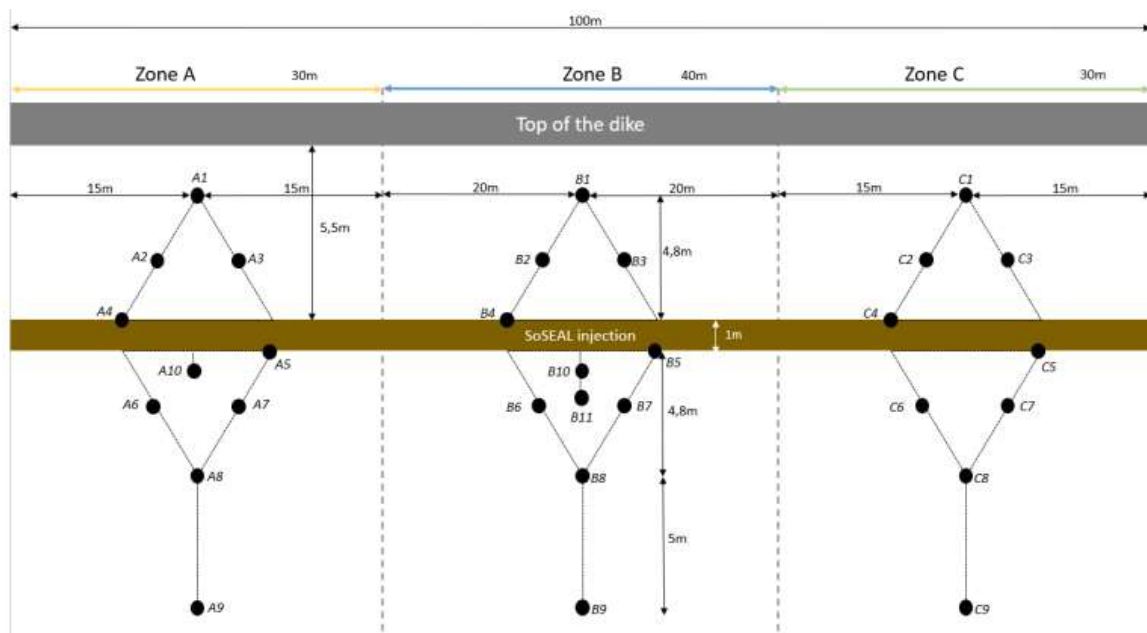 100m
Zone A 30m Zone B 40m Zone C 30m
Top of the dike
15m A1 15m 20m B1 20m 15m C1 15m
5,5m 4,8m
A2 A3 B2 B3 C2 C3
A4 B4 C4
SoSEAL injection 1m
A5 B5 C5
A10 B10
B11
A6 A7 B6 B7 4,8m C6 C7
A8 B8 C8
5m
A9 B9 C9